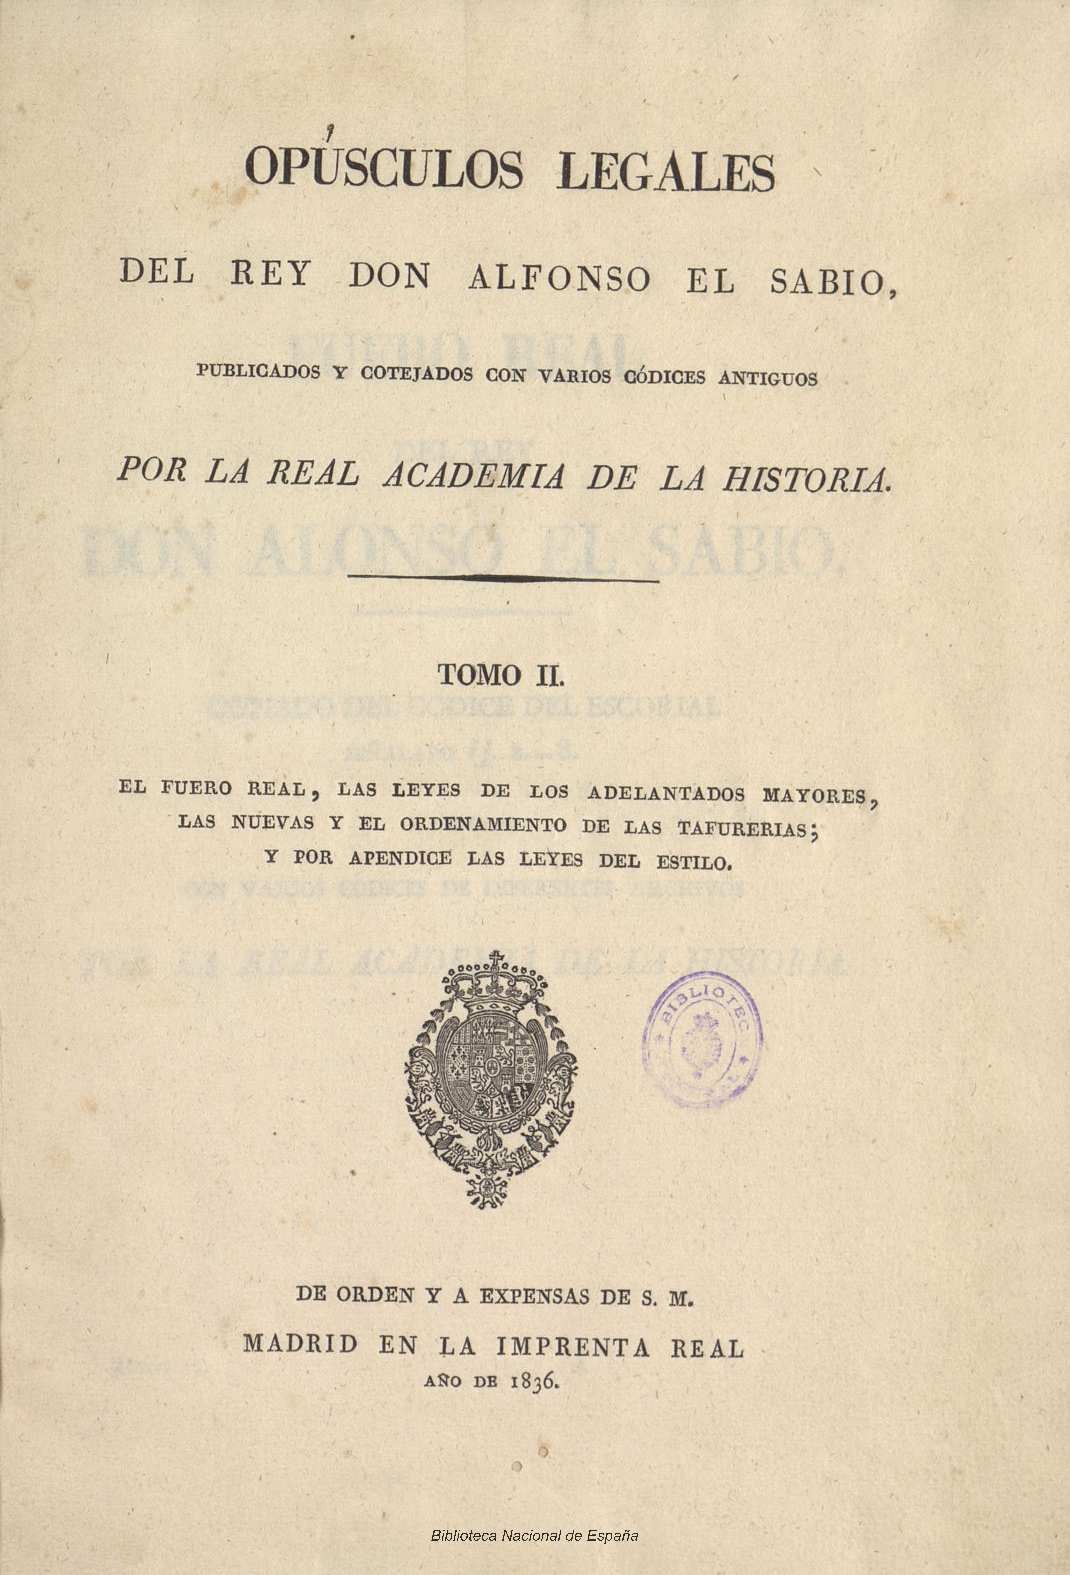 OPÚSCULOS LEGALES
DEL REY DON ALFONSO EL SABIO,
PUBLICADOS Y COTEJADOS CON VARIOS CÓDICES ANTIGUOS
POR LA REAL ACADEMIA DE LA HISTORIA.
TOMO II.
EL FUERO REAL, LAS LEYES DE LOS ADELANTADOS MAYORES,
LAS NUEVAS Y EL ORDENAMIENTO DE LAS TAFURERIAS;
Y POR APENDICE LAS LEYES DEL ESTILO.
BIBLIOTEC
DE ORDEN Y A EXPENSAS DE S. M.
MADRID EN LA IMPRENTA REAL
AÑO DE 1836.
Biblioteca Nacional de España